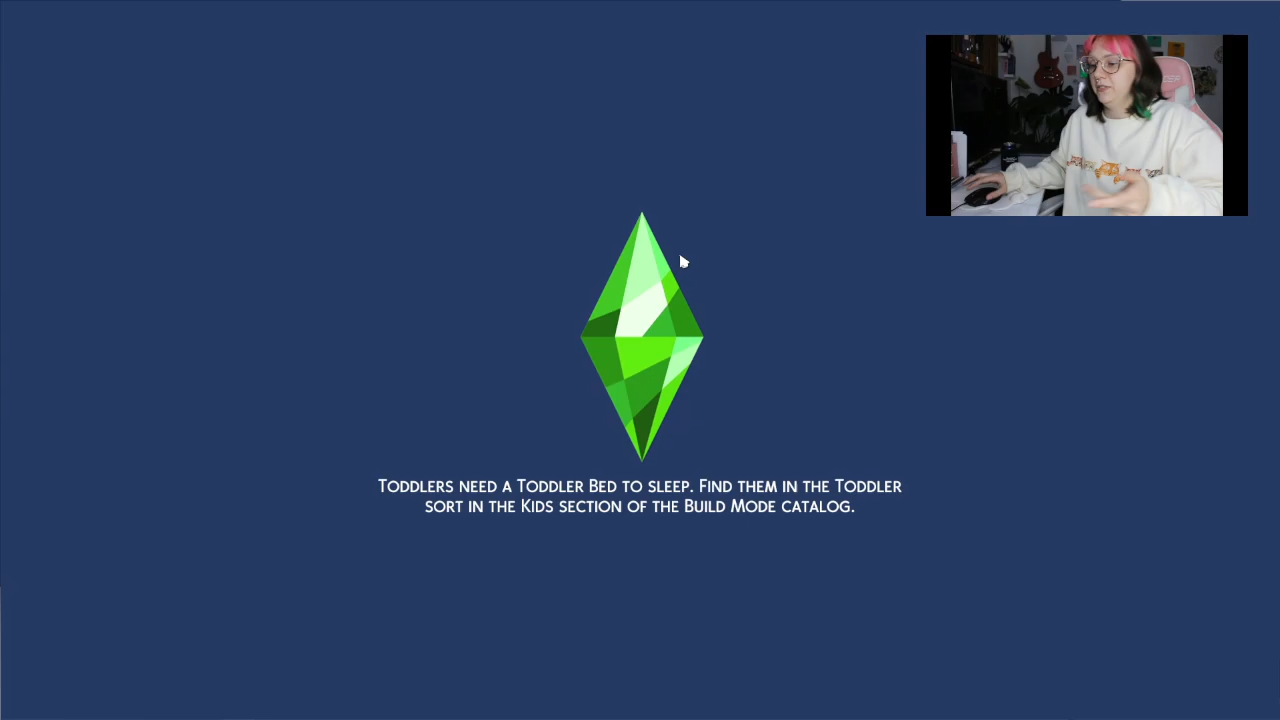 Toddlers need a Toddler Bed to sleep. Find them in the Toddler
sort in the Kids section of the Build Mode catalog.